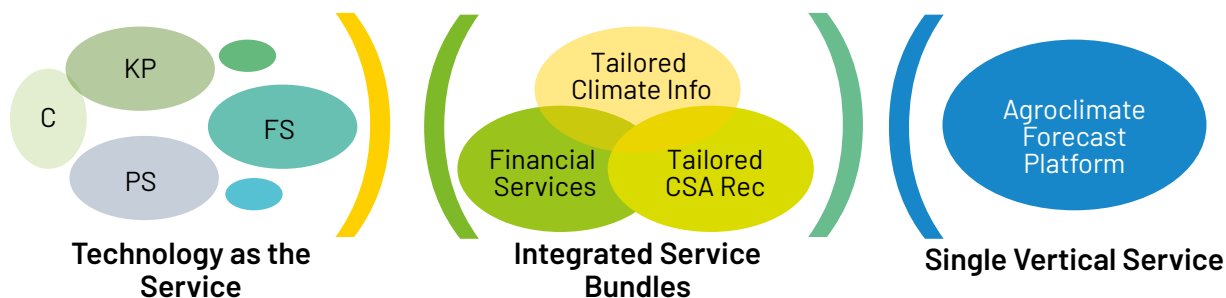 KP
C
FS
PS
Technology as the
Service
Tailored
Climate Info
Financial
Services
Tailored
CSA Rec
Integrated Service
Bundles
Agroclimate
Forecast
Platform
Single Vertical Service